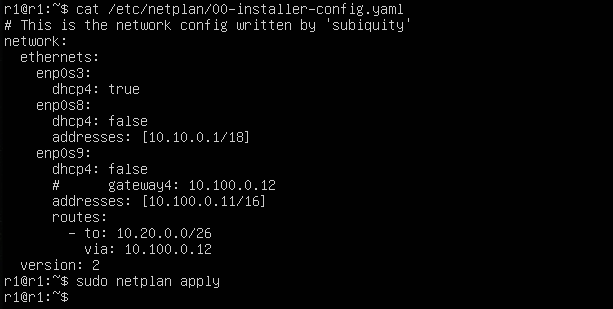 r1@r1:~$ cat /etc/netplan/00-installer-config.yaml
# This is the network config written by 'subiquity'
network:
  ethernets:
    enp0s3:
      dhcp4: true
    enp0s8:
      dhcp4: false
      addresses: [10.10.0.1/18]
    enp0s9:
      dhcp4: false
      #      gateway4: 10.100.0.12
      addresses: [10.100.0.11/16]
      routes:
        - to: 10.20.0.0/26
          via: 10.100.0.12
  version: 2
r1@r1:~$ sudo netplan apply
r1@r1:~$